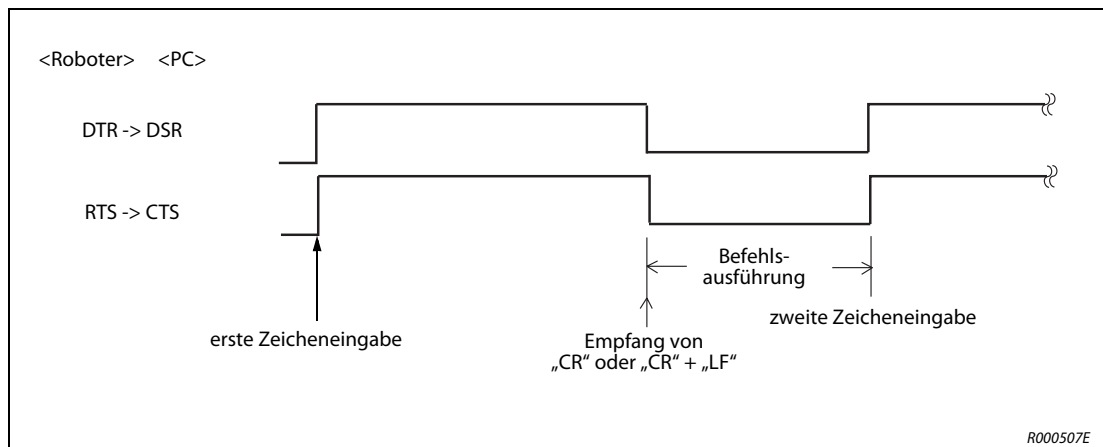 <Roboter> <PC>
DTR -> DSR
RTS -> CTS
Befehls-
ausführung
erste Zeicheneingabe
zweite Zeicheneingabe
Empfang von
„CR“ oder „CR“ + „LF“
R000507E